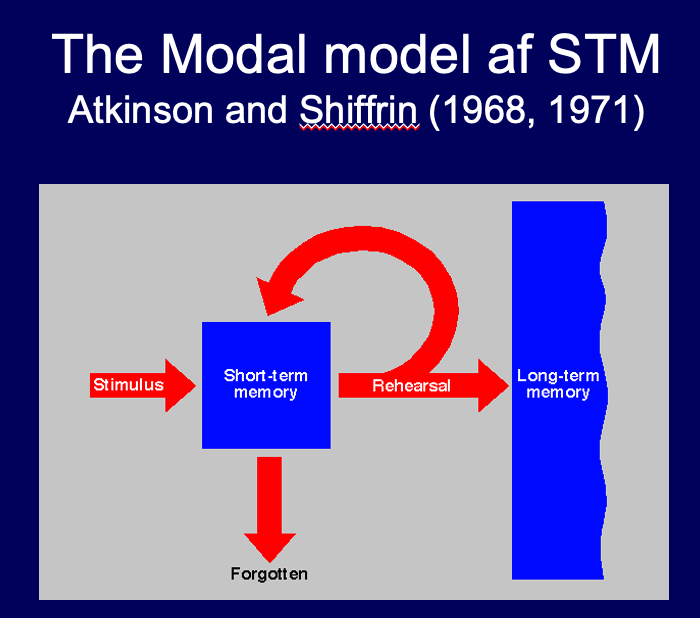 The Modal model af STM
Atkinson and Shiffrin (1968, 1971)
Stimulus
Short-term
memory
Rehearsal
Long-term
memory
Forgotten